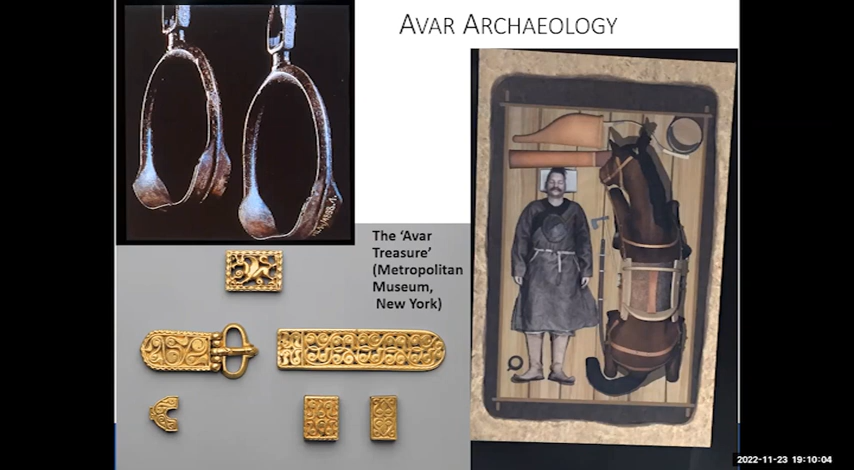 AVAR ARCHAEOLOGY
The ‘Avar
Treasure’
(Metropolitan
Museum,
New York)
2022-11-23 19:10:04